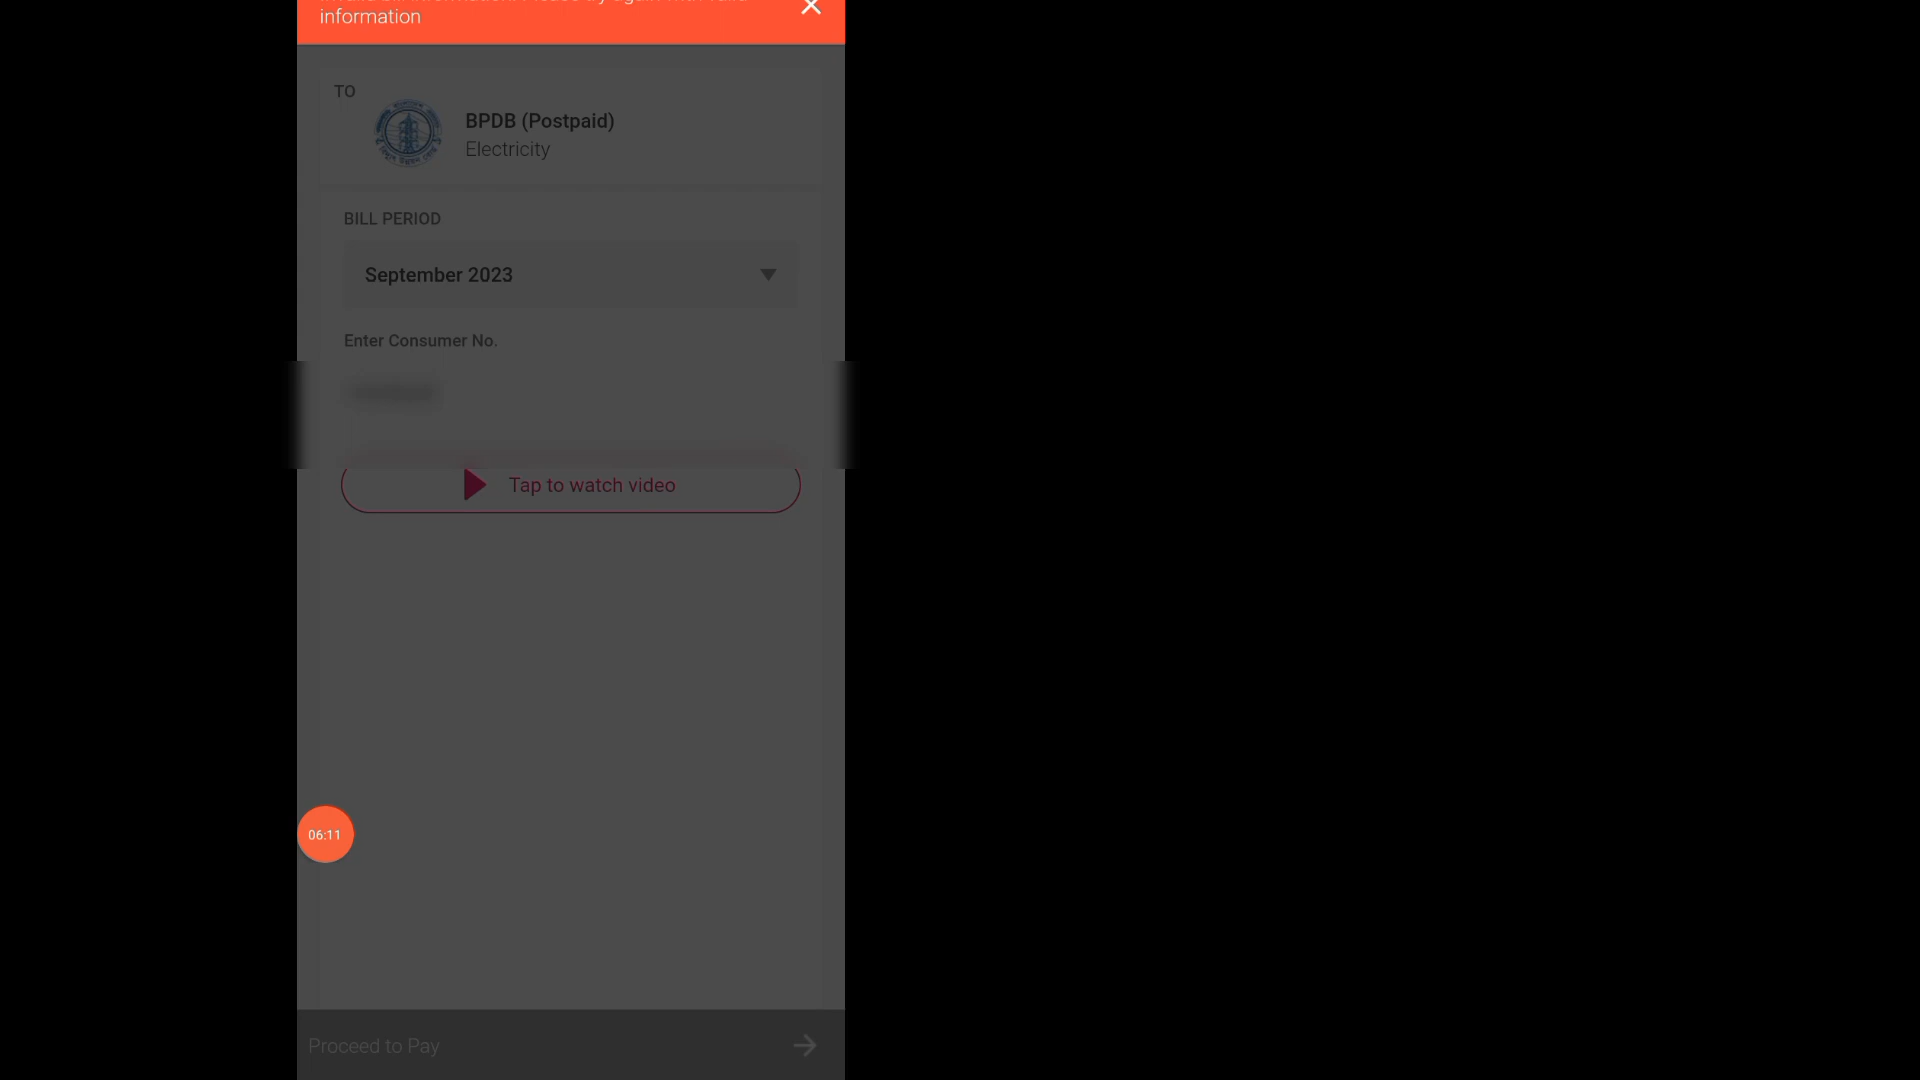 information
TO
BPDB (Postpaid)
Electricity
BILL PERIOD
September 2023
Enter Consumer No.
Tap to watch video
06:11
Proceed to Pay